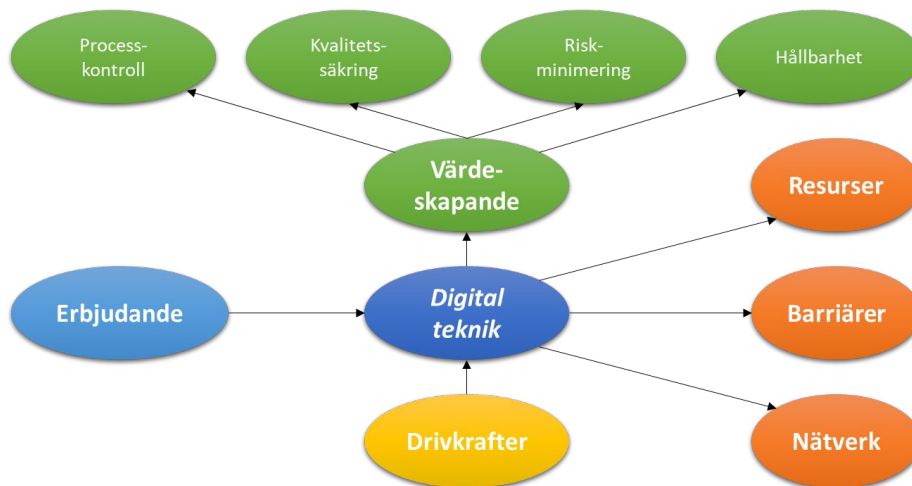 Process-
kontroll
Kvalitets-
säkring
Risk-
minimering
Hållbarhet
Värde-
skapande
Resurser
Erbjudande
Digital
teknik
Barriärer
Drivkrafter
Nätverk